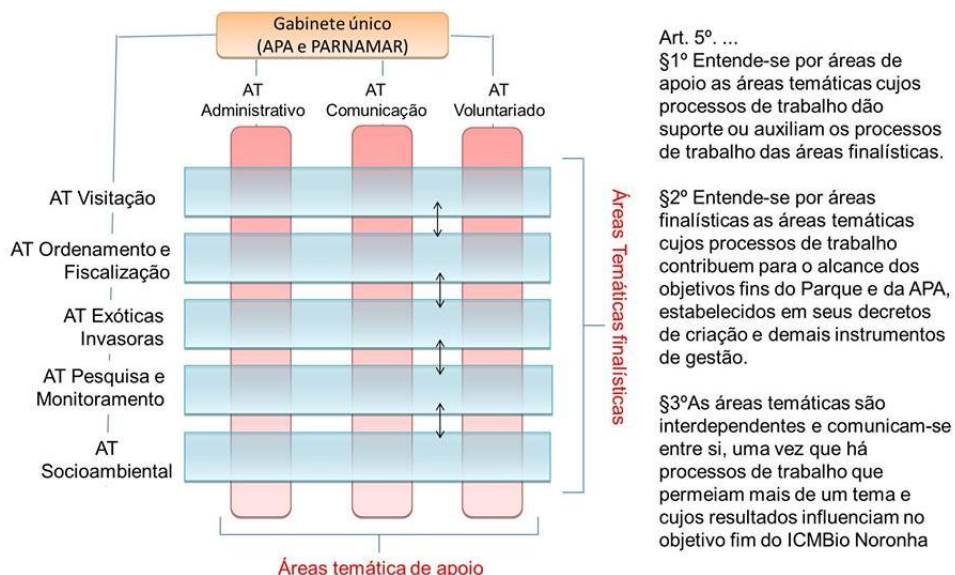 Gabinete único
(APA e PARNAMAR)
AT
Administrativo
AT
Comunicação
AT
Voluntariado
AT Visitação
AT Ordenamento e
Fiscalização
AT Exóticas
Invasoras
AT Pesquisa e
Monitoramento
AT
Socioambiental
Áreas Temáticas finalísticas
Áreas temática de apoio
Art. 5º. ...
§1º Entende-se por áreas de
apoio as áreas temáticas cujos
processos de trabalho dão
suporte ou auxiliam os processos
de trabalho das áreas finalísticas.
§2º Entende-se por áreas
finalísticas as áreas temáticas
cujos processos de trabalho
contribuem para o alcance dos
objetivos fins do Parque e da APA,
estabelecidos em seus decretos
de criação e demais instrumentos
de gestão.
§3ºAs áreas temáticas são
interdependentes e comunicam-se
entre si, uma vez que há
processos de trabalho que
permeiam mais de um tema e
cujos resultados influenciam no
objetivo fim do ICMBio Noronha